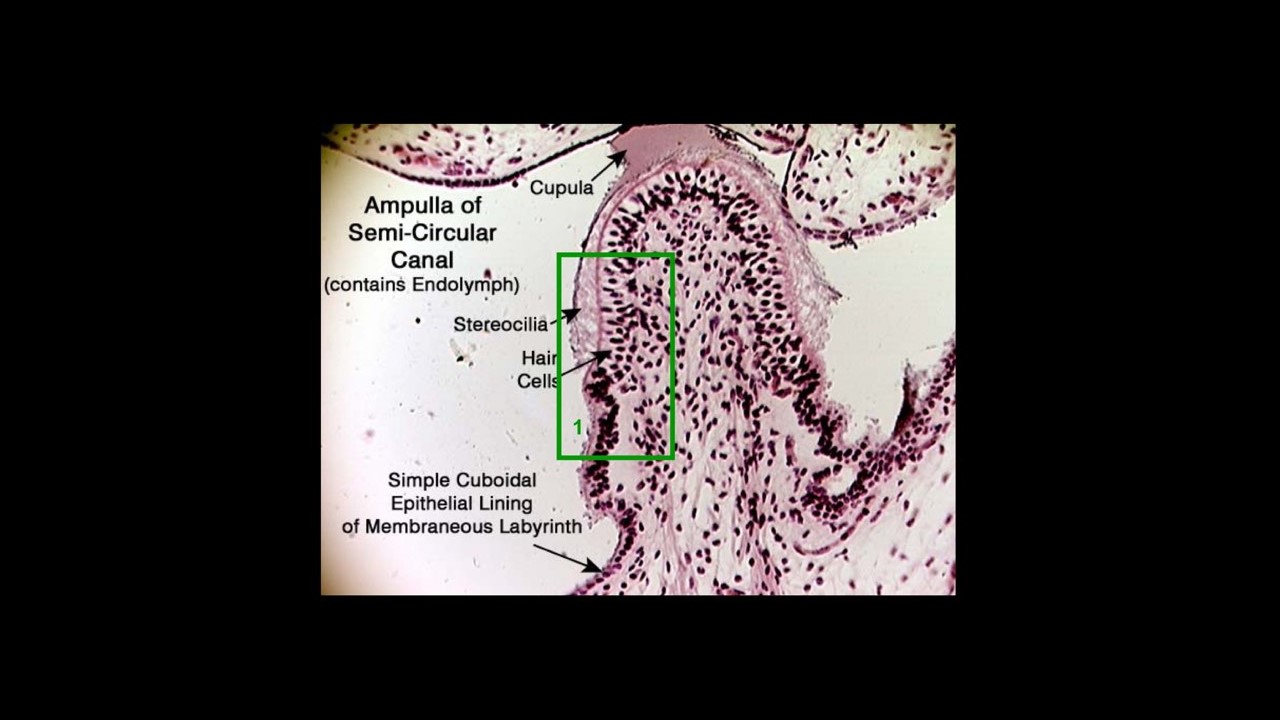 Cupula
Ampulla of
Semi-Circular
Canal
(contains Endolymph)
Stereocilia
Hair
Cells
1
Simple Cuboidal
Epithelial Lining
of Membraneous Labyrinth